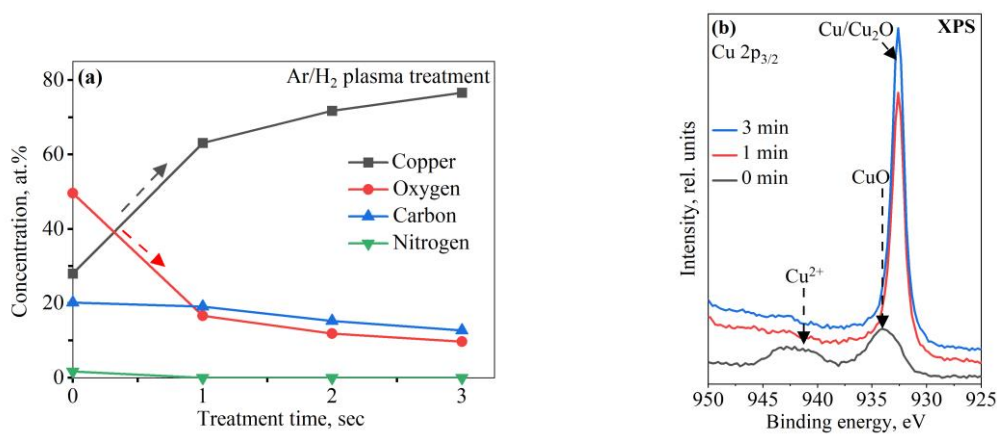 (a)
Ar/H₂ plasma treatment
80
60
40
20
0
Concentration, at.%
Copper
Oxygen
Carbon
Nitrogen
0 1 2 3
Treatment time, sec
(b)
XPS
Cu/Cu₂O
Cu 2p₃/₂
3 min
1 min
0 min
CuO
Cu²⁺
Intensity, rel. units
950 945 940 935 930 925
Binding energy, eV